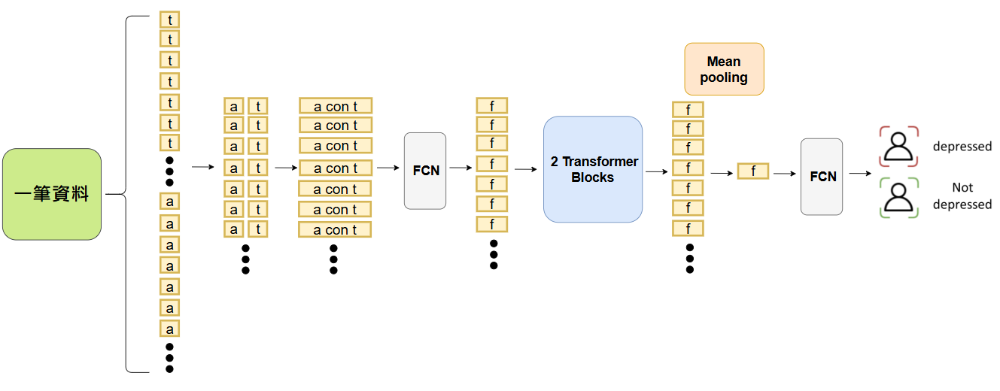 一筆資料
t
t
t
t
t
t
t
a
a
a
a
a
a
a
a t
a t
a t
a t
a t
a t
a t
a con t
a con t
a con t
a con t
a con t
a con t
a con t
FCN
f
f
f
f
f
f
f
2 Transformer
Blocks
Mean
pooling
f
f
f
f
f
f
f
f
FCN
depressed
Not
depressed